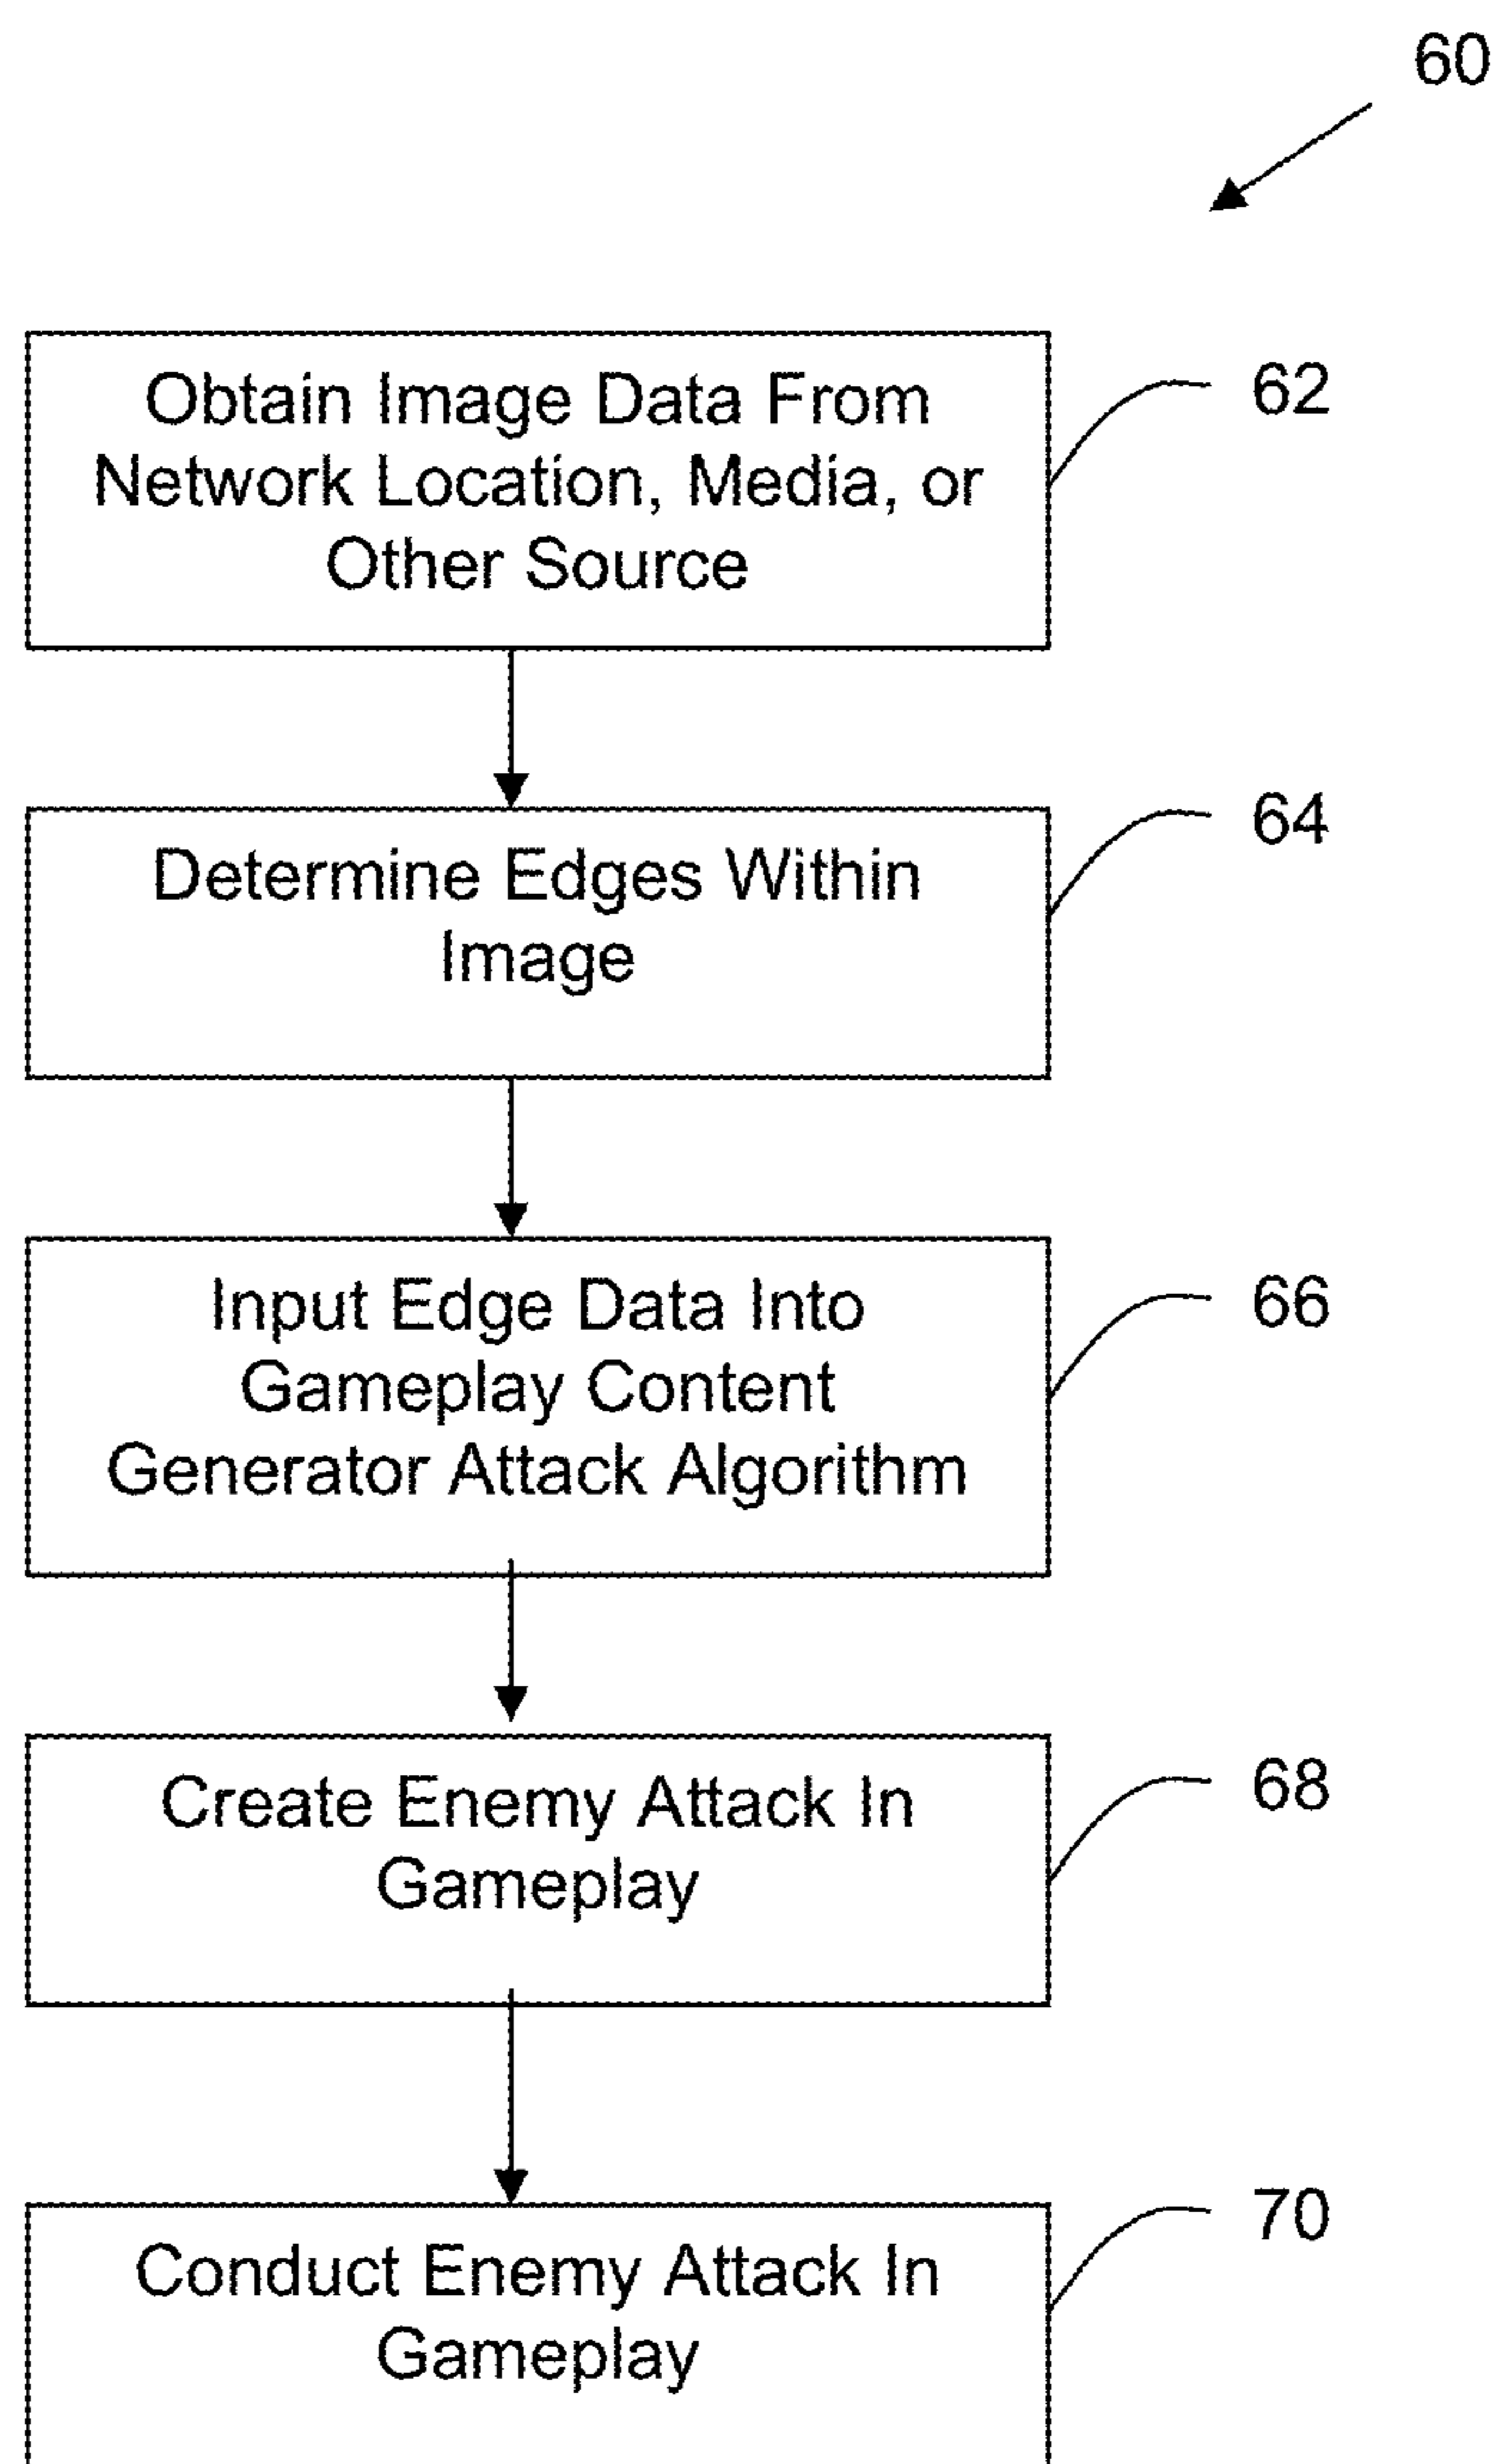 60
Obtain Image Data From
Network Location, Media, or
Other Source
62
Determine Edges Within
Image
64
Input Edge Data Into
Gameplay Content
Generator Attack Algorithm
66
Create Enemy Attack In
Gameplay
68
Conduct Enemy Attack In
Gameplay
70